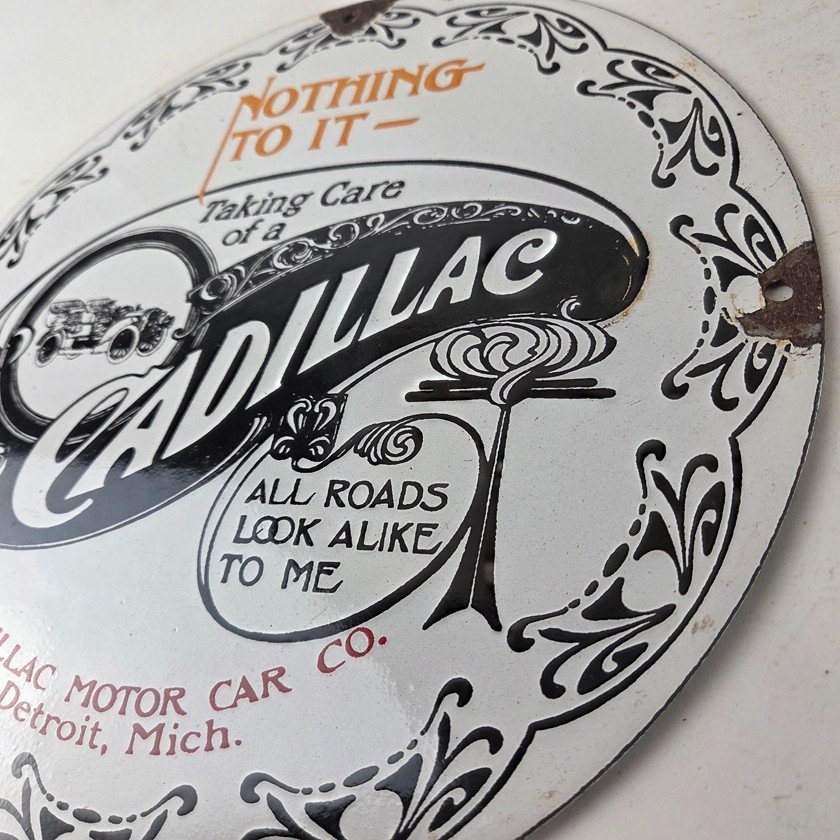 NOTHING
TO IT—
Taking Care
of a
CADILLAC
ALL ROADS
LOOK ALIKE
TO ME
LLAC MOTOR CAR CO.
Detroit, Mich.